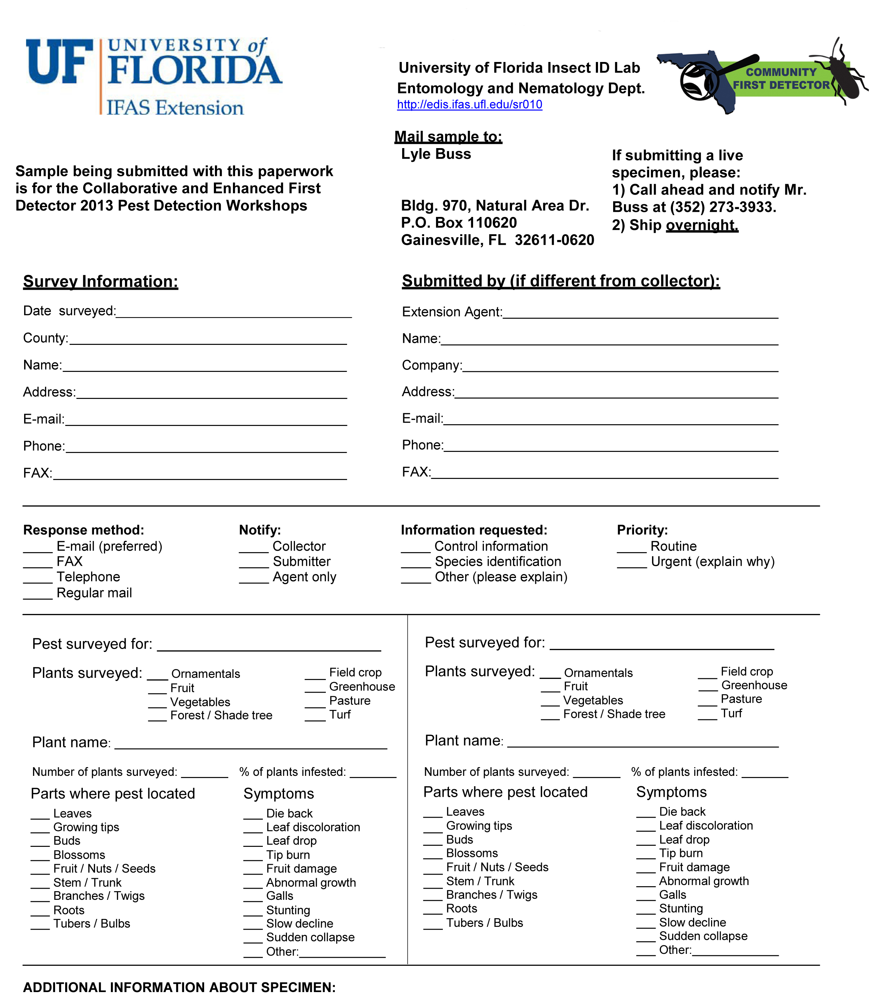 UF UNIVERSITY of
FLORIDA
IFAS Extension
University of Florida Insect ID Lab
Entomology and Nematology Dept.
http://edis.ifas.ufl.edu/sr010
COMMUNITY
FIRST DETECTOR
Sample being submitted with this paperwork
is for the Collaborative and Enhanced First
Detector 2013 Pest Detection Workshops
Mail sample to:
Lyle Buss
Bldg. 970, Natural Area Dr.
P.O. Box 110620
Gainesville, FL 32611-0620
If submitting a live
specimen, please:
1) Call ahead and notify Mr.
Buss at (352) 273-3933.
2) Ship overnight.
Survey Information:
Date surveyed:
County:
Name:
Address:
E-mail:
Phone:
FAX:
Submitted by (if different from collector):
Extension Agent:
Name:
Company:
Address:
E-mail:
Phone:
FAX:
Response method:
E-mail (preferred)
FAX
Telephone
Regular mail
Notify:
Collector
Submitter
Agent only
Information requested:
Control information
Species identification
Other (please explain)
Priority:
Routine
Urgent (explain why)
Pest surveyed for:
Plants surveyed:
Ornamentals
Fruit
Vegetables
Forest / Shade tree
Field crop
Greenhouse
Pasture
Turf
Plant name:
Number of plants surveyed: % of plants infested:
Parts where pest located
Leaves
Growing tips
Buds
Blossoms
Fruit / Nuts / Seeds
Stem / Trunk
Branches / Twigs
Roots
Tubers / Bulbs
Symptoms
Die back
Leaf discoloration
Leaf drop
Tip burn
Fruit damage
Abnormal growth
Galls
Stunting
Slow decline
Sudden collapse
Other:
Pest surveyed for:
Plants surveyed:
Ornamentals
Fruit
Vegetables
Forest / Shade tree
Field crop
Greenhouse
Pasture
Turf
Plant name:
Number of plants surveyed: % of plants infested:
Parts where pest located
Leaves
Growing tips
Buds
Blossoms
Fruit / Nuts / Seeds
Stem / Trunk
Branches / Twigs
Roots
Tubers / Bulbs
Symptoms
Die back
Leaf discoloration
Leaf drop
Tip burn
Fruit damage
Abnormal growth
Galls
Stunting
Slow decline
Sudden collapse
Other:
ADDITIONAL INFORMATION ABOUT SPECIMEN: